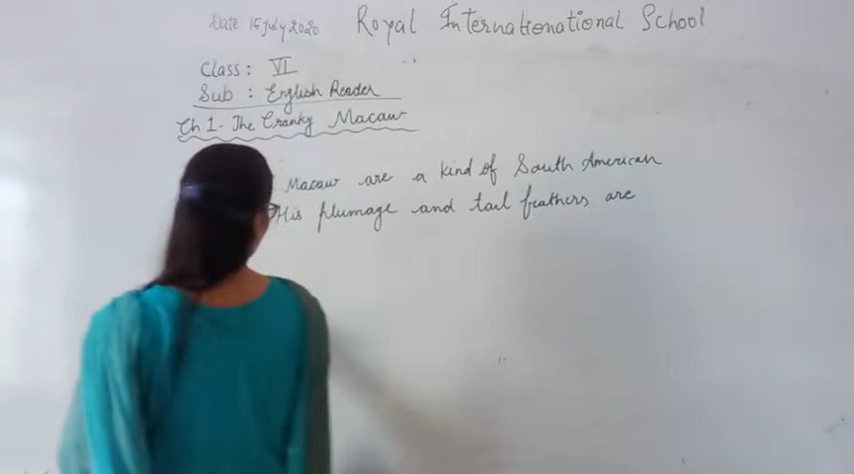 Date 15 July 2020 Royal International School
Class : VI
Sub : English Reader
Ch 1 - The Cranky Macaw
Macaw are a kind of South American
His plumage and tail feathers are